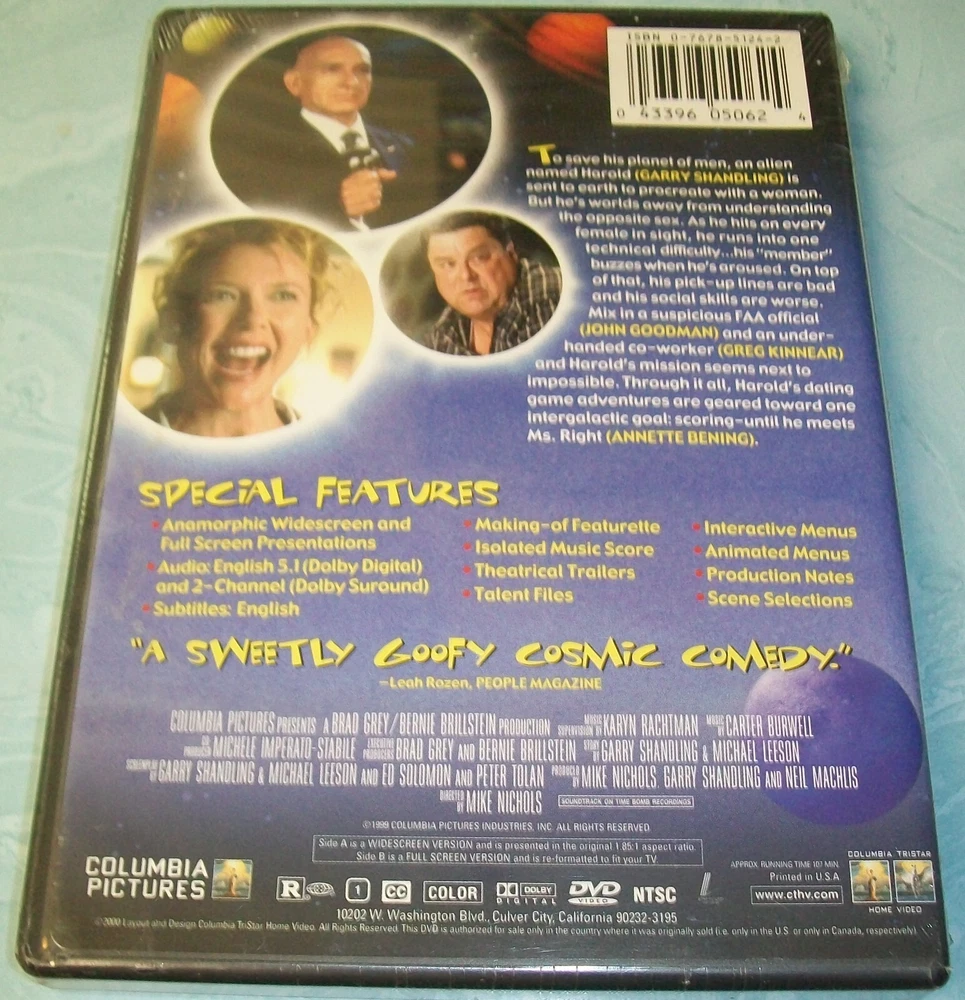 ISBN 0-7678-5124-2
0 43396 05062 4
To save his planet of men, an alien
named Harold (GARRY SHANDLING) is
sent to earth to procreate with a woman.
But he's worlds away from understanding
the opposite sex. As he hits on every
female in sight, he runs into one
technical difficulty...his "member"
buzzes when he's aroused. On top
of that, his pick-up lines are bad
and his social skills are worse.
Mix in a suspicious FAA official
(JOHN GOODMAN) and an under-
handed co-worker (GREG KINNEAR)
and Harold's mission seems next to
impossible. Through it all, Harold's dating
game adventures are geared toward one
intergalactic goal: scoring-until he meets
Ms. Right (ANNETTE BENING).
SPECIAL FEATURES
Anamorphic Widescreen and
Full Screen Presentations
Audio: English 5.1 (Dolby Digital)
and 2-Channel (Dolby Suround)
Subtitles: English
Making-of Featurette
Isolated Music Score
Theatrical Trailers
Talent Files
Interactive Menus
Animated Menus
Production Notes
Scene Selections
"A SWEETLY GOOFY COSMIC COMEDY."
-Leah Rozen, PEOPLE MAGAZINE
COLUMBIA PICTURES PRESENTS A BRAD GREY/BERNIE BRILLSTEIN PRODUCTION MUSIC SUPERVISION BY KARYN RACHTMAN MUSIC BY CARTER BURWELL
CO PRODUCER MICHELE IMPERATO-STABILE EXECUTIVE PRODUCERS BRAD GREY AND BERNIE BRILLSTEIN STORY BY GARRY SHANDLING & MICHAEL LEESON
SCREENPLAY BY GARRY SHANDLING & MICHAEL LEESON AND ED SOLOMON AND PETER TOLAN PRODUCED BY MIKE NICHOLS, GARRY SHANDLING AND NEIL MACHLIS
DIRECTED BY MIKE NICHOLS SOUNDTRACK ON TIME BOMB RECORDINGS
©1999 COLUMBIA PICTURES INDUSTRIES, INC. ALL RIGHTS RESERVED
Side A is a WIDESCREEN VERSION and is presented in the original 1.85:1 aspect ratio.
Side B is a FULL SCREEN VERSION and is re-formatted to fit your TV.
COLUMBIA
PICTURES
R 1 CC COLOR DOLBY DIGITAL DVD VIDEO NTSC
APPROX. RUNNING TIME 107 MIN.
Printed in U.S.A
www.cthv.com
COLUMBIA TRISTAR
HOME VIDEO
10202 W. Washington Blvd., Culver City, California 90232-3195
©2000 Layout and Design Columbia TriStar Home Video. All Rights Reserved. This DVD is authorized for sale only in the country where it was originally sold (i.e. only in the U.S. or only in Canada, respectively).